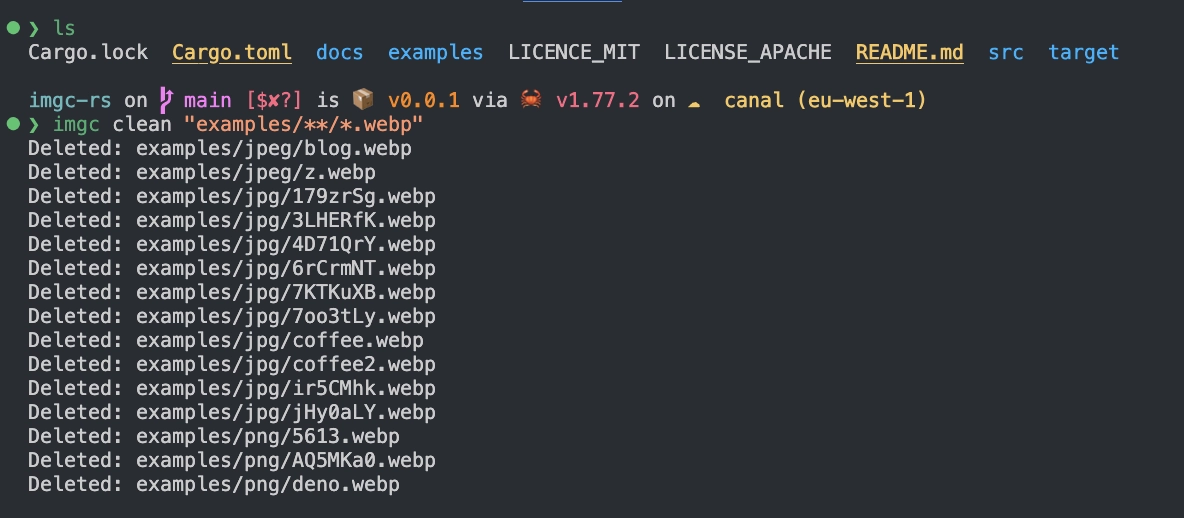 ❯ ls
Cargo.lock Cargo.toml docs examples LICENCE_MIT LICENSE_APACHE README.md src target
imgc-rs on main [$✘?] is 📦 v0.0.1 via 🦀 v1.77.2 on ☁ canal (eu-west-1)
❯ imgc clean "examples/**/*.webp"
Deleted: examples/jpeg/blog.webp
Deleted: examples/jpeg/z.webp
Deleted: examples/jpg/179zrSg.webp
Deleted: examples/jpg/3LHERfK.webp
Deleted: examples/jpg/4D71QrY.webp
Deleted: examples/jpg/6rCrmNT.webp
Deleted: examples/jpg/7KTKuXB.webp
Deleted: examples/jpg/7oo3tLy.webp
Deleted: examples/jpg/coffee.webp
Deleted: examples/jpg/coffee2.webp
Deleted: examples/jpg/ir5CMhk.webp
Deleted: examples/jpg/jHy0aLY.webp
Deleted: examples/png/5613.webp
Deleted: examples/png/AQ5MKa0.webp
Deleted: examples/png/deno.webp